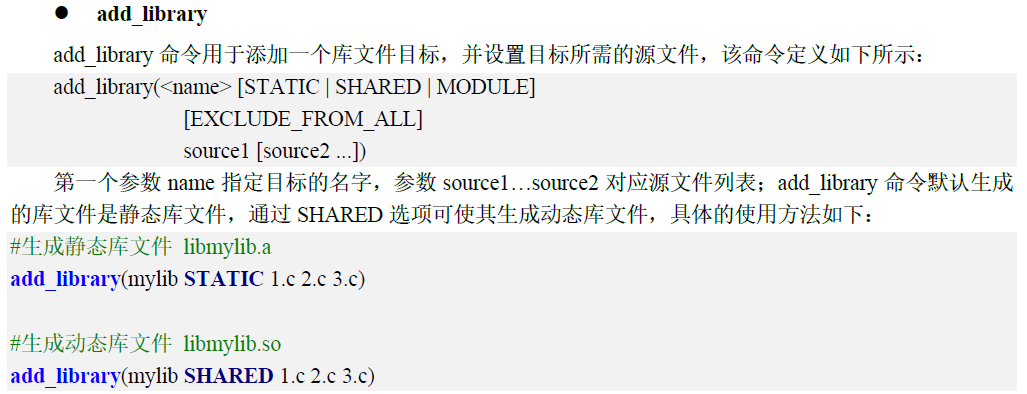 ● add_library
add_library 命令用于添加一个库文件目标，并设置目标所需的源文件，该命令定义如下所示：
add_library(<name> [STATIC | SHARED | MODULE]
[EXCLUDE_FROM_ALL]
source1 [source2 ...])
第一个参数 name 指定目标的名字，参数 source1…source2 对应源文件列表；add_library 命令默认生成
的库文件是静态库文件，通过 SHARED 选项可使其生成动态库文件，具体的使用方法如下：
#生成静态库文件 libmylib.a
add_library(mylib STATIC 1.c 2.c 3.c)
#生成动态库文件 libmylib.so
add_library(mylib SHARED 1.c 2.c 3.c)